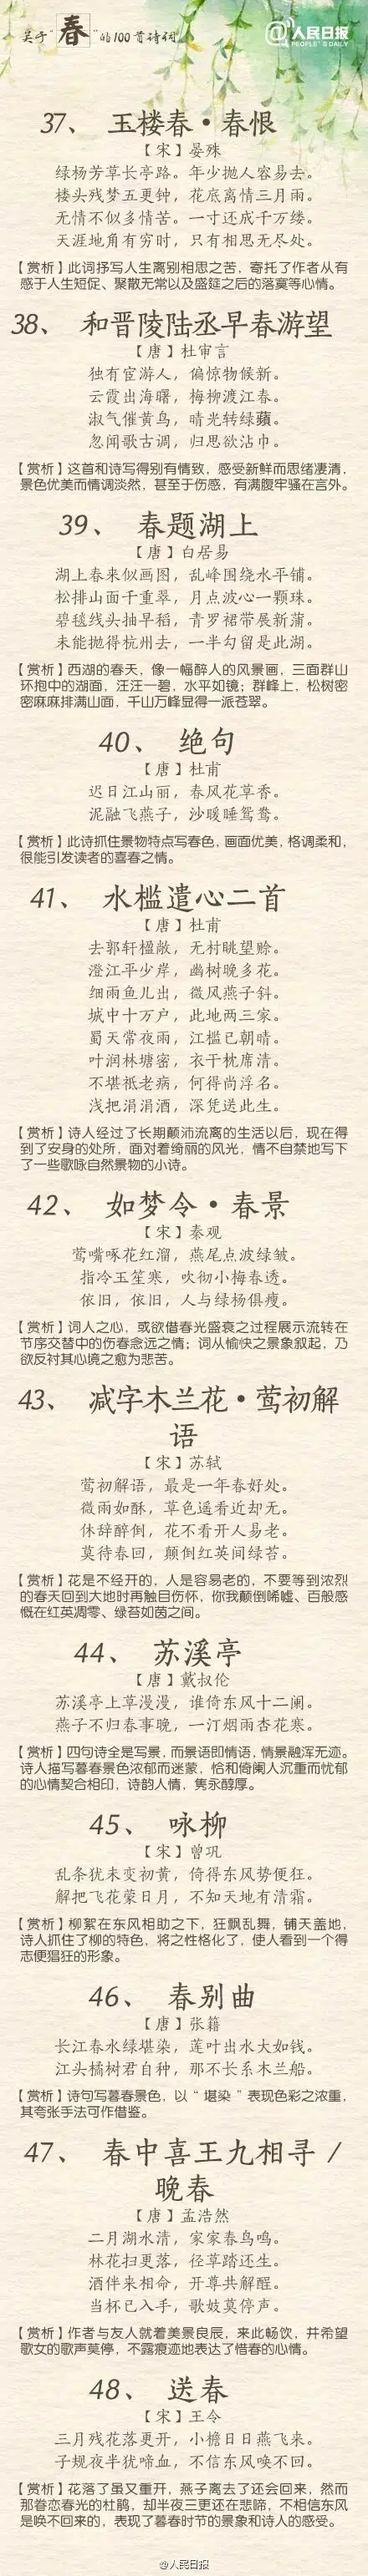 关于“春”的100首诗词
@人民日报
PEOPLE'S DAILY
37、 玉楼春·春恨
【宋】晏殊
绿杨芳草长亭路。年少抛人容易去。
楼头残梦五更钟，花底离情三月雨。
无情不似多情苦。一寸还成千万缕。
天涯地角有穷时，只有相思无尽处。
【赏析】此词抒写人生离别相思之苦，寄托了作者从有
感于人生短促、聚散无常以及盛筵之后的落寞等心情。
38、 和晋陵陆丞早春游望
【唐】杜审言
独有宦游人，偏惊物候新。
云霞出海曙，梅柳渡江春。
淑气催黄鸟，晴光转绿蘋。
忽闻歌古调，归思欲沾巾。
【赏析】这首和诗写得别有情致，感受新鲜而思绪凄清，
景色优美而情调淡然，甚至于伤感，有满腹牢骚在言外。
39、 春题湖上
【唐】白居易
湖上春来似画图，乱峰围绕水平铺。
松排山面千重翠，月点波心一颗珠。
碧毯线头抽早稻，青罗裙带展新蒲。
未能抛得杭州去，一半勾留是此湖。
【赏析】西湖的春天，像一幅醉人的风景画，三面群山
环抱中的湖面，汪汪一碧，水平如镜；群峰上，松树密
密麻麻排满山面，千山万峰显得一派苍翠。
40、 绝句
【唐】杜甫
迟日江山丽，春风花草香。
泥融飞燕子，沙暖睡鸳鸯。
【赏析】此诗抓住景物特点写春色，画面优美，格调柔和，
很能引发读者的喜春之情。
41、 水槛遣心二首
【唐】杜甫
去郭轩楹敞，无村眺望赊。
澄江平少岸，幽树晚多花。
细雨鱼儿出，微风燕子斜。
城中十万户，此地两三家。
蜀天常夜雨，江槛已朝晴。
叶润林塘密，衣干枕席清。
不堪祗老病，何得尚浮名。
浅把涓涓酒，深凭送此生。
【赏析】诗人经过了长期颠沛流离的生活以后，现在得
到了安身的处所，面对着绮丽的风光，情不自禁地写下
了一些歌咏自然景物的小诗。
42、 如梦令·春景
【宋】秦观
莺嘴啄花红溜，燕尾点波绿皱。
指冷玉笙寒，吹彻小梅春透。
依旧，依旧，人与绿杨俱瘦。
【赏析】词人之心，或欲借春光盛衰之过程展示流转在
节序交替中的伤春念远之情；词从愉快之景象叙起，乃
欲反衬其心境之愈为悲苦。
43、 减字木兰花·莺初解
语
【宋】苏轼
莺初解语，最是一年春好处。
微雨如酥，草色遥看近却无。
休辞醉倒，花不看开人易老。
莫待春回，颠倒红英间绿苔。
【赏析】花是不经开的，人是容易老的，不要等到浓烈
的春天回到大地时再触目伤怀，你我颠倒唏嘘、百般感
慨在红英凋零、绿苔如茵之间。
44、 苏溪亭
【唐】戴叔伦
苏溪亭上草漫漫，谁倚东风十二阑。
燕子不归春事晚，一汀烟雨杏花寒。
【赏析】四句诗全是写景，而景语即情语，情景融浑无迹。
诗人描写暮春景色浓郁而迷蒙，恰和倚阑人沉重而忧郁
的心情契合相印，诗韵人情，隽永醇厚。
45、 咏柳
【宋】曾巩
乱条犹未变初黄，倚得东风势便狂。
解把飞花蒙日月，不知天地有清霜。
【赏析】柳絮在东风相助之下，狂飘乱舞，铺天盖地，
诗人抓住了柳的特色，将之性格化了，使人看到一个得
志便猖狂的形象。
46、 春别曲
【唐】张籍
长江春水绿堪染，莲叶出水大如钱。
江头橘树君自种，那不长系木兰船。
【赏析】诗句写暮春景色，以“堪染”表现色彩之浓重，
其夸张手法可作借鉴。
47、 春中喜王九相寻 /
晚春
【唐】孟浩然
二月湖水清，家家春鸟鸣。
林花扫更落，径草踏还生。
酒伴来相命，开尊共解酲。
当杯已入手，歌妓莫停声。
【赏析】作者与友人就着美景良辰，来此畅饮，并希望
歌女的歌声莫停，不露痕迹地表达了惜春的心情。
48、 送春
【宋】王令
三月残花落更开，小檐日日燕飞来。
子规夜半犹啼血，不信东风唤不回。
【赏析】花落了虽又重开，燕子离去了还会回来，然而
那眷恋春光的杜鹃，却半夜三更还在悲啼，不相信东风
是唤不回来的，表现了暮春时节的景象和诗人的感受。
@人民日报